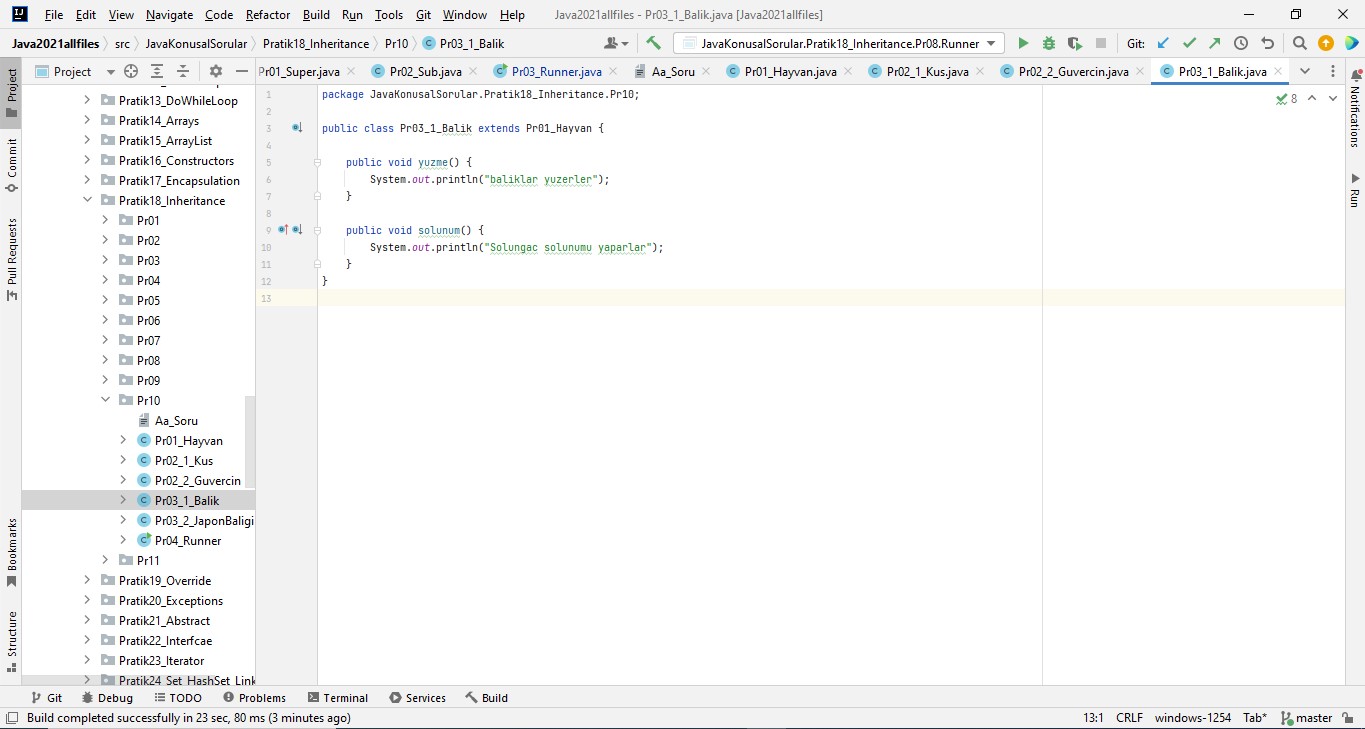 File Edit View Navigate Code Refactor Build Run Tools Git Window Help Java2021allfiles - Pr03_1_Balik.java [Java2021allfiles]
Java2021allfiles src JavaKonusalSorular Pratik18_Inheritance Pr10 Pr03_1_Balik JavaKonusalSorular.Pratik18_Inheritance.Pr08.Runner Git:
Project Pr01_Super.java Pr02_Sub.java Pr03_Runner.java Aa_Soru Pr01_Hayvan.java Pr02_1_Kus.java Pr02_2_Guvercin.java Pr03_1_Balik.java
Project
Commit
Pull Requests
Bookmarks
Structure
Pratik13_DoWhileLoop
Pratik14_Arrays
Pratik15_ArrayList
Pratik16_Constructors
Pratik17_Encapsulation
Pratik18_Inheritance
Pr01
Pr02
Pr03
Pr04
Pr05
Pr06
Pr07
Pr08
Pr09
Pr10
Aa_Soru
Pr01_Hayvan
Pr02_1_Kus
Pr02_2_Guvercin
Pr03_1_Balik
Pr03_2_JaponBaligi
Pr04_Runner
Pr11
Pratik19_Override
Pratik20_Exceptions
Pratik21_Abstract
Pratik22_Interfcae
Pratik23_Iterator
Pratik24_Set_HashSet_Link
1 package JavaKonusalSorular.Pratik18_Inheritance.Pr10;
2
3 public class Pr03_1_Balik extends Pr01_Hayvan {
4
5 public void yuzme() {
6 System.out.println("baliklar yuzerler");
7 }
8
9 public void solunum() {
10 System.out.println("Solungac solunumu yaparlar");
11 }
12 }
13
8
Notifications
Run
Git Debug TODO Problems Terminal Services Build
Build completed successfully in 23 sec, 80 ms (3 minutes ago) 13:1 CRLF windows-1254 Tab* master